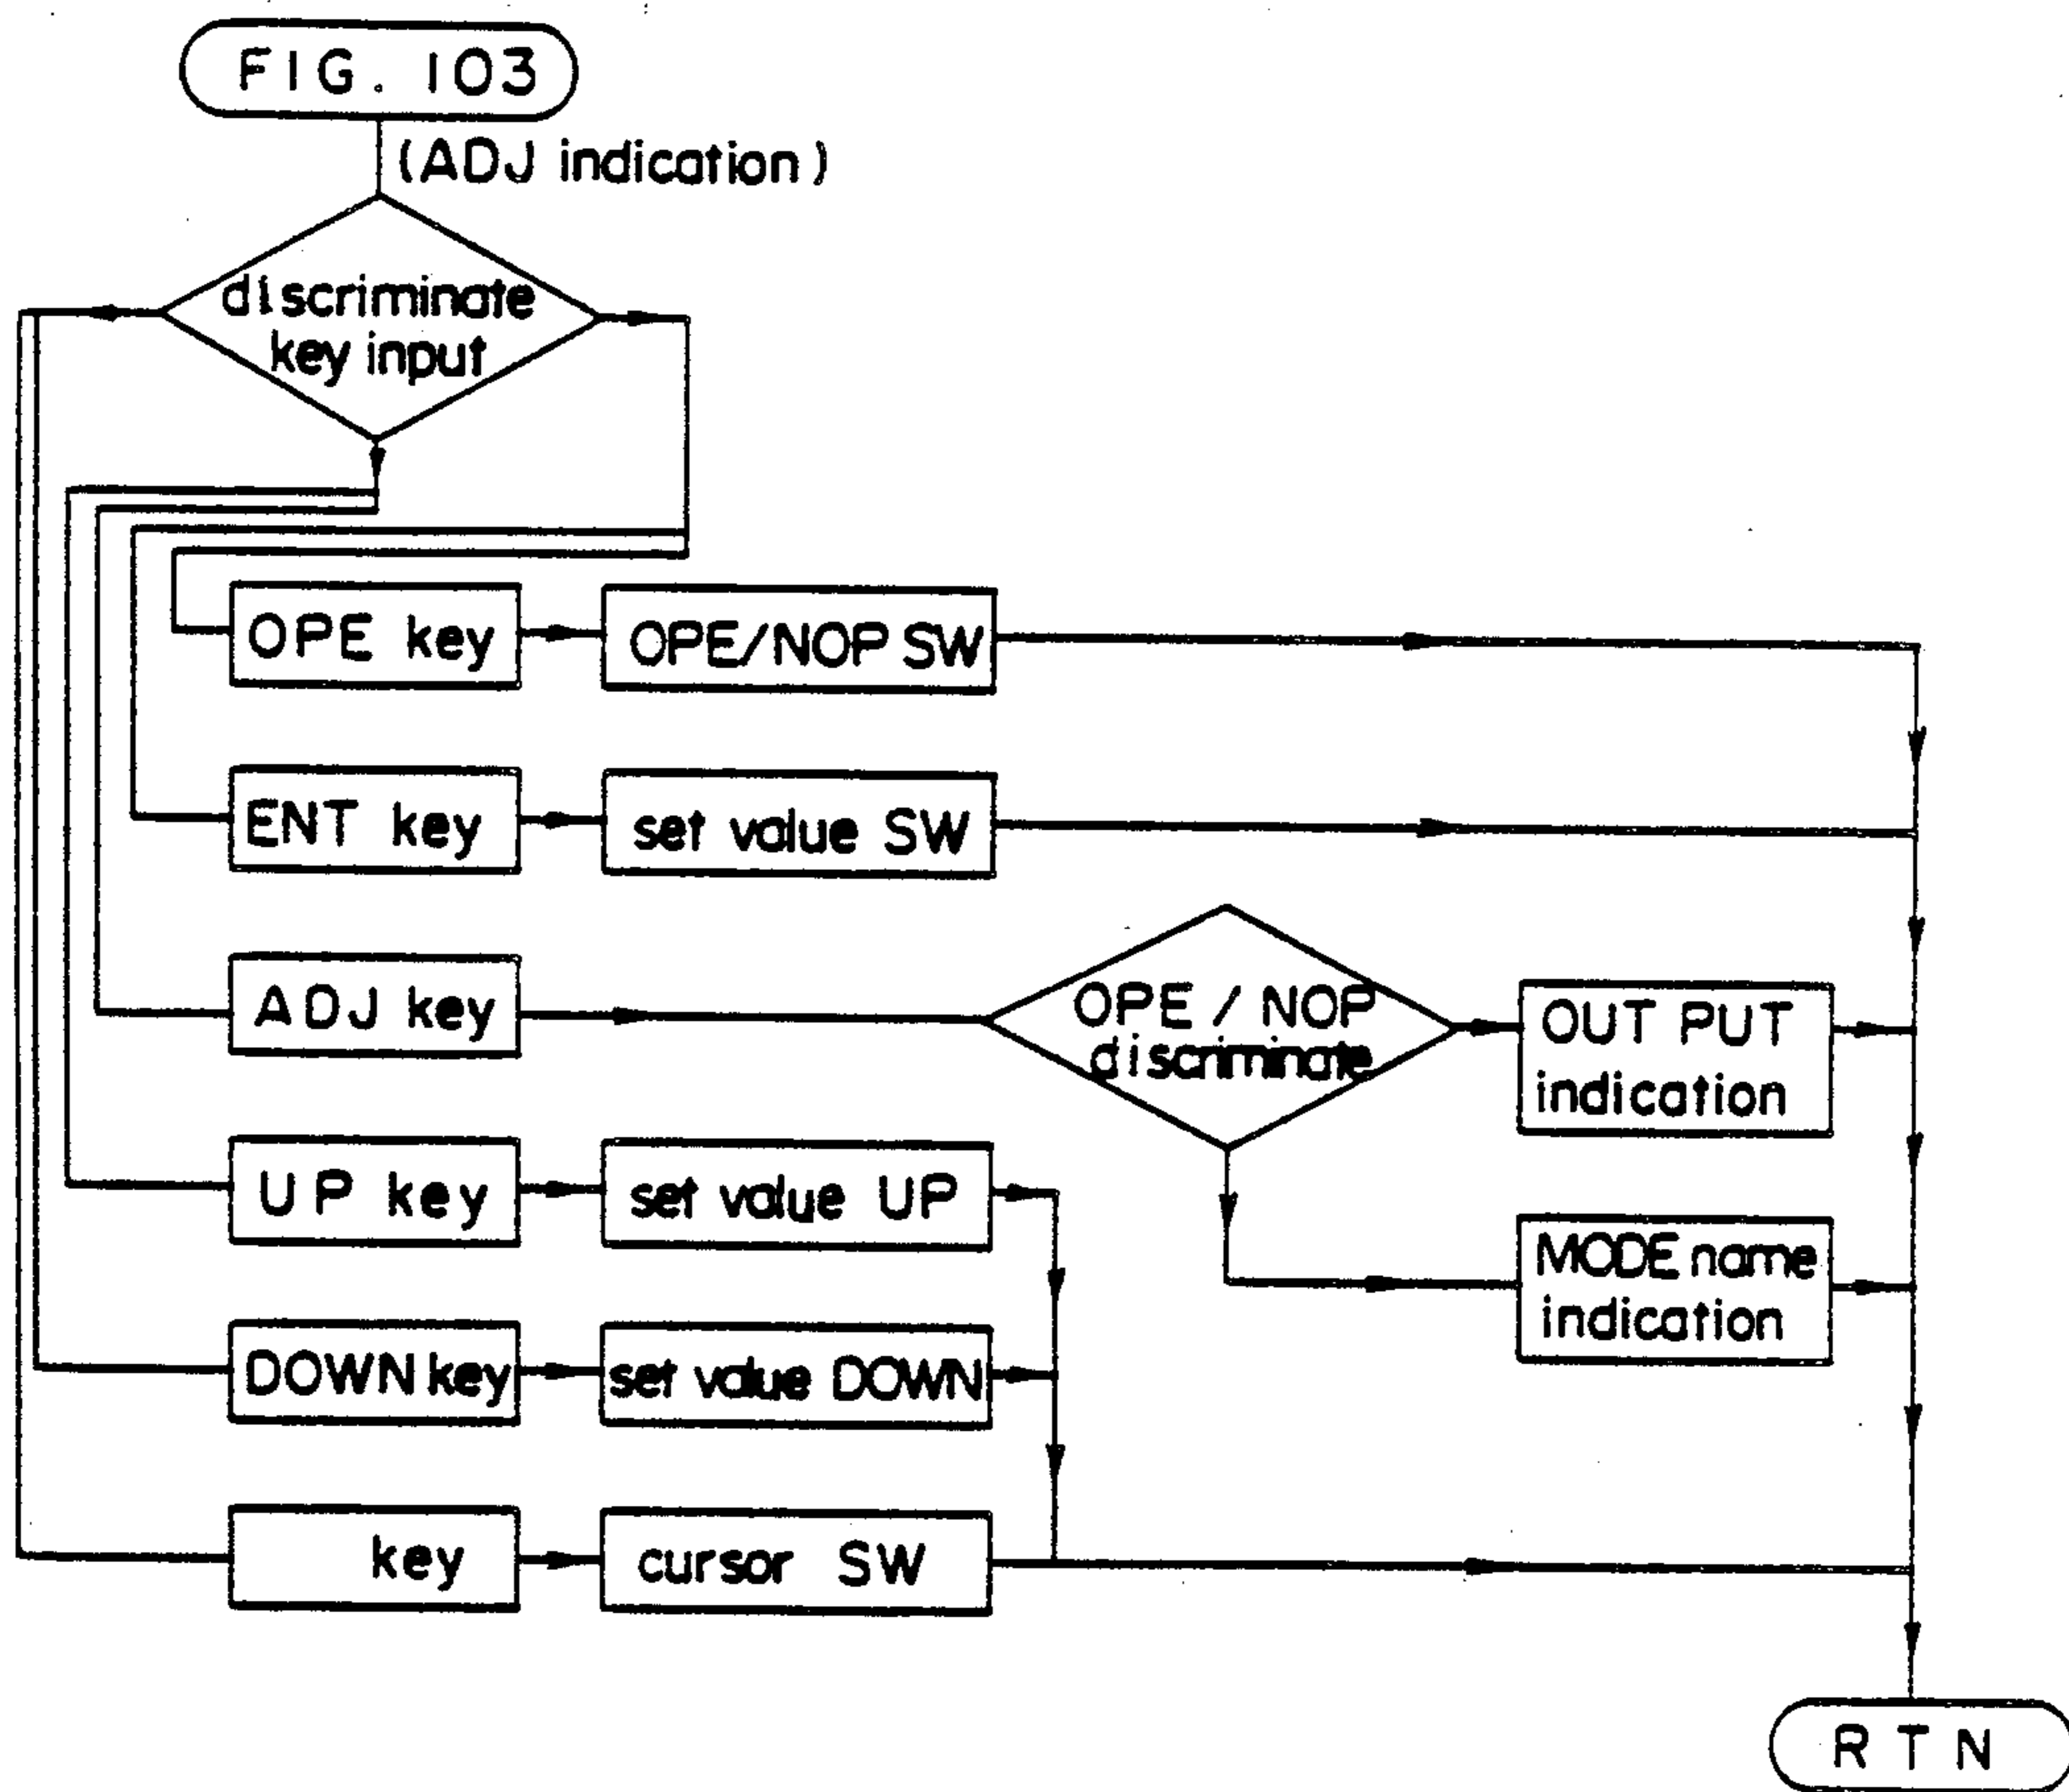 FIG. 103
(ADJ indication)
discriminate
key input
OPE key
OPE/NOP SW
ENT key
set value SW
ADJ key
OPE / NOP
discriminate
OUT PUT
indication
UP key
set value UP
MODE name
indication
DOWN key
set value DOWN
key
cursor SW
RTN